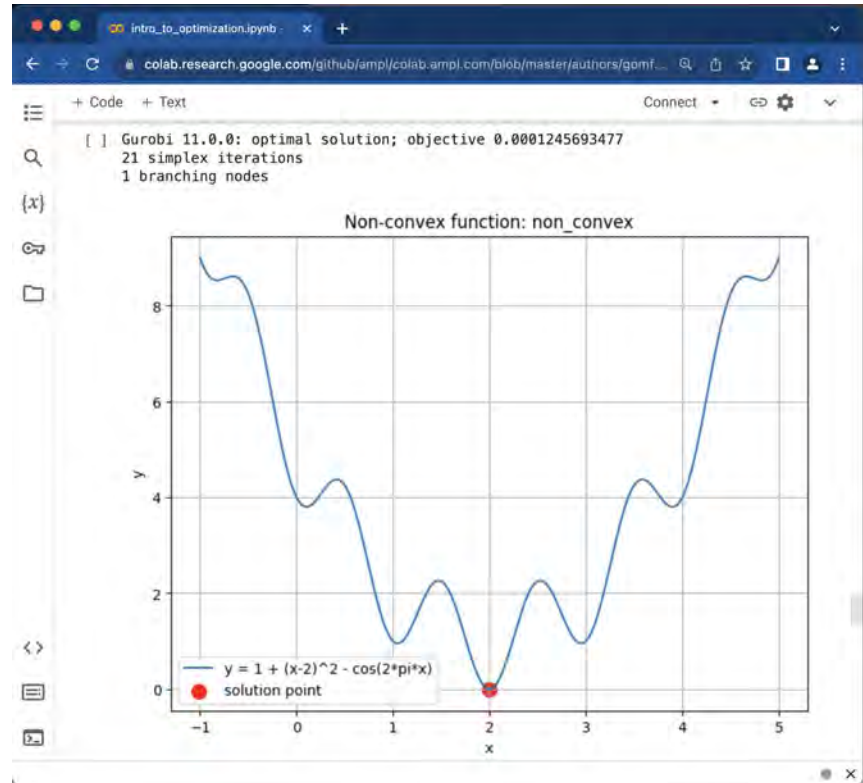 intro_to_optimization.ipynb
colab.research.google.com/github/ampl/colab.ampl.com/blob/master/authors/gomf...
+ Code + Text Connect
[ ] Gurobi 11.0.0: optimal solution; objective 0.0001245693477
21 simplex iterations
1 branching nodes
{x}
Non-convex function: non_convex
8
6
y
4
2
0
y = 1 + (x-2)^2 - cos(2*pi*x)
solution point
−1 0 1 2 3 4 5
x